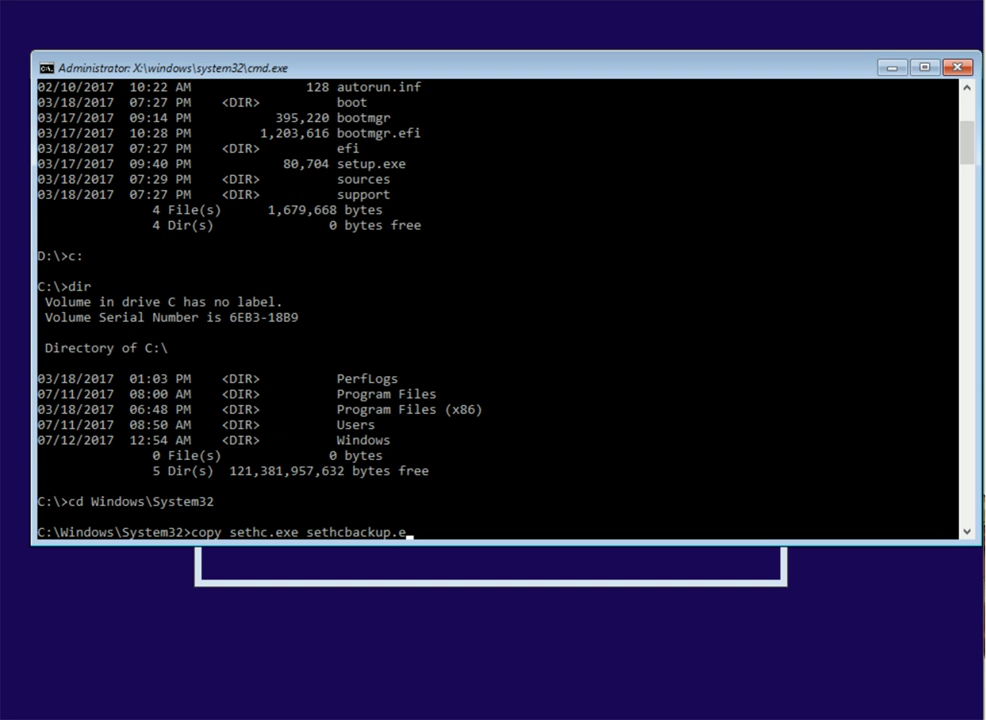 Administrator: X:\windows\system32\cmd.exe
02/10/2017  10:22 AM               128 autorun.inf
03/18/2017  07:27 PM    <DIR>          boot
03/17/2017  09:14 PM           395,220 bootmgr
03/17/2017  10:28 PM         1,203,616 bootmgr.efi
03/18/2017  07:27 PM    <DIR>          efi
03/17/2017  09:40 PM            80,704 setup.exe
03/18/2017  07:29 PM    <DIR>          sources
03/18/2017  07:27 PM    <DIR>          support
               4 File(s)      1,679,668 bytes
               4 Dir(s)               0 bytes free
D:\>c:
C:\>dir
 Volume in drive C has no label.
 Volume Serial Number is 6EB3-18B9
 Directory of C:\
03/18/2017  01:03 PM    <DIR>          PerfLogs
07/11/2017  08:00 AM    <DIR>          Program Files
03/18/2017  06:48 PM    <DIR>          Program Files (x86)
07/11/2017  08:50 AM    <DIR>          Users
07/12/2017  12:54 AM    <DIR>          Windows
               0 File(s)              0 bytes
               5 Dir(s)  121,381,957,632 bytes free
C:\>cd Windows\System32
C:\Windows\System32>copy sethc.exe sethcbackup.e